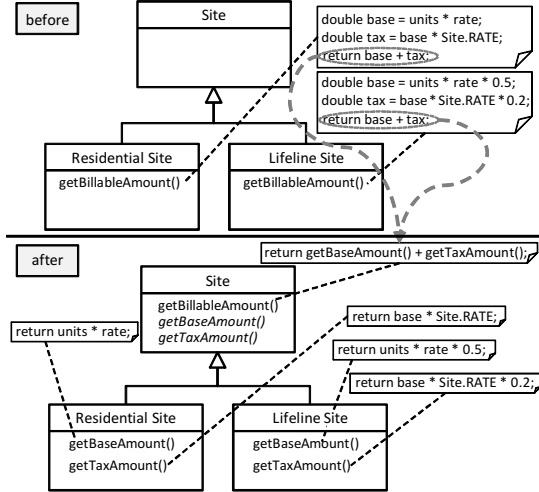 before
Site
double base = units * rate;
double tax = base * Site.RATE;
return base + tax;
double base = units * rate * 0.5;
double tax = base * Site.RATE * 0.2;
return base + tax;
Residential Site
getBillableAmount()
Lifeline Site
getBillableAmount()
after
return getBaseAmount() + getTaxAmount();
Site
getBillableAmount()
getBaseAmount()
getTaxAmount()
return units * rate;
return base * Site.RATE;
return units * rate * 0.5;
return base * Site.RATE * 0.2;
Residential Site
getBaseAmount()
getTaxAmount()
Lifeline Site
getBaseAmount()
getTaxAmount()